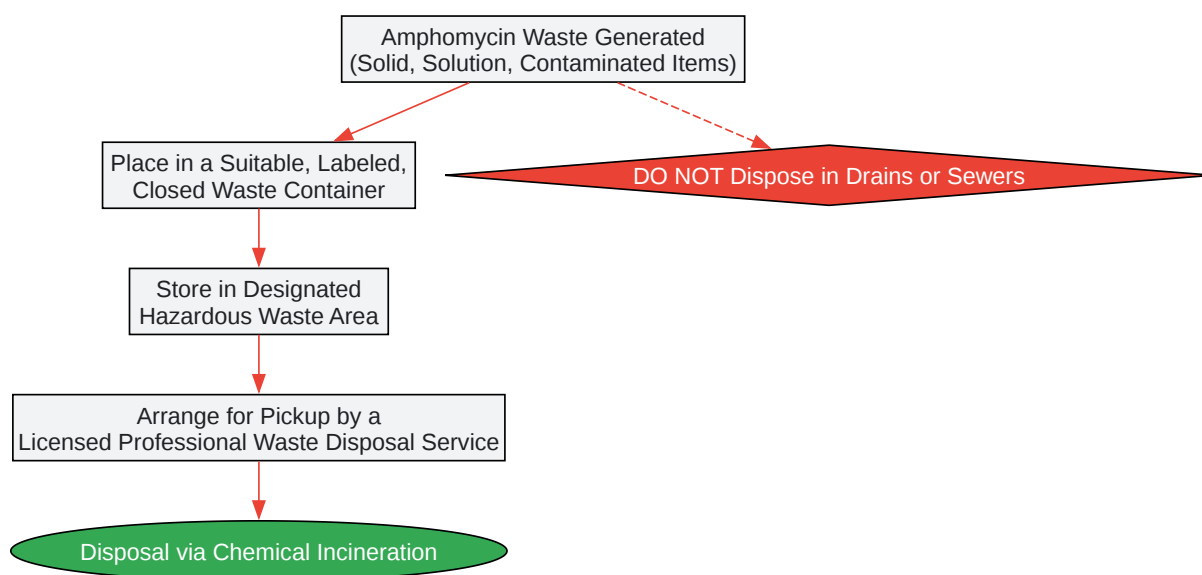 Amphomycin Waste Generated
(Solid, Solution, Contaminated Items)
Place in a Suitable, Labeled,
Closed Waste Container
DO NOT Dispose in Drains or Sewers
Store in Designated
Hazardous Waste Area
Arrange for Pickup by a
Licensed Professional Waste Disposal Service
Disposal via Chemical Incineration